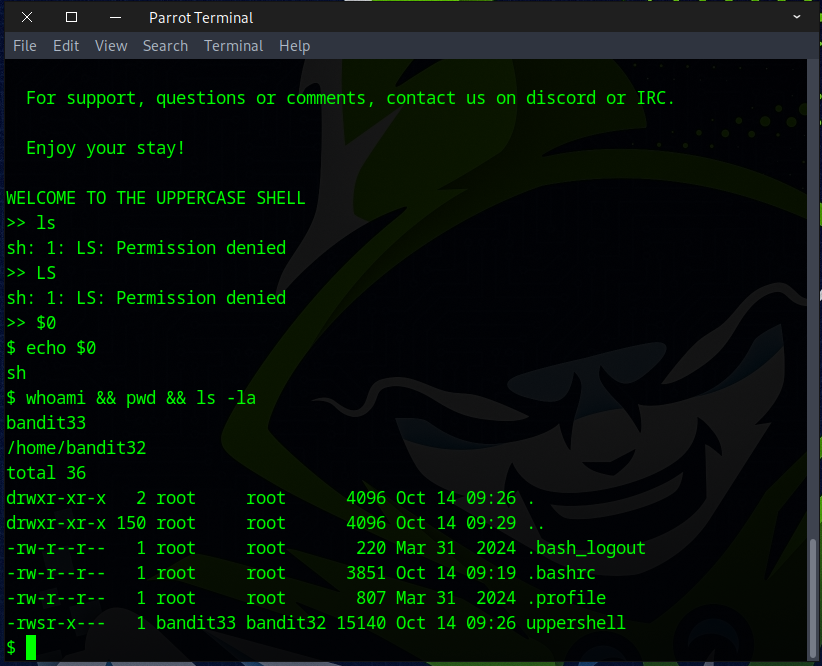 Parrot Terminal
File Edit View Search Terminal Help
For support, questions or comments, contact us on discord or IRC.
Enjoy your stay!
WELCOME TO THE UPPERCASE SHELL
>> ls
sh: 1: LS: Permission denied
>> LS
sh: 1: LS: Permission denied
>> $0
$ echo $0
sh
$ whoami && pwd && ls -la
bandit33
/home/bandit32
total 36
drwxr-xr-x   2 root     root      4096 Oct 14 09:26 .
drwxr-xr-x 150 root     root      4096 Oct 14 09:29 ..
-rw-r--r--   1 root     root       220 Mar 31  2024 .bash_logout
-rw-r--r--   1 root     root      3851 Oct 14 09:19 .bashrc
-rw-r--r--   1 root     root       807 Mar 31  2024 .profile
-rwsr-x---   1 bandit33 bandit32 15140 Oct 14 09:26 uppershell
$